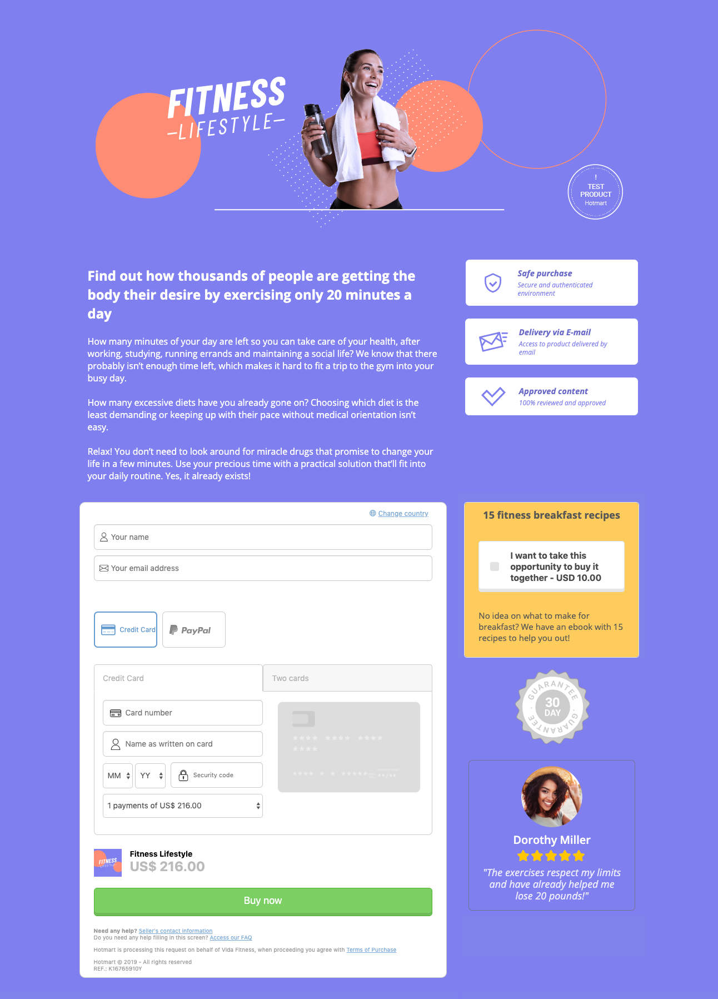 FITNESS
LIFESTYLE
!
TEST
PRODUCT
Hotmart
Find out how thousands of people are getting the
body their desire by exercising only 20 minutes a
day
How many minutes of your day are left so you can take care of your health, after
working, studying, running errands and maintaining a social life? We know that there
probably isn't enough time left, which makes it hard to fit a trip to the gym into your
busy day.
How many excessive diets have you already gone on? Choosing which diet is the
least demanding or keeping up with their pace without medical orientation isn't
easy.
Relax! You don't need to look around for miracle drugs that promise to change your
life in a few minutes. Use your precious time with a practical solution that'll fit into
your daily routine. Yes, it already exists!
Safe purchase
Secure and authenticated
environment
Delivery via E-mail
Access to product delivered by
email
Approved content
100% reviewed and approved
Change country
Your name
Your email address
Credit Card
PayPal
Credit Card
Two cards
Card number
Name as written on card
MM
YY
Security code
1 payments of US$ 216.00
**** **** ****
****
**** * * *****
**/**
FITNESS
LIFESTYLE
Fitness Lifestyle
US$ 216.00
Buy now
Need any help? Seller's contact information
Do you need any help filling in this screen? Access our FAQ
Hotmart is processing this request on behalf of Vida Fitness, when proceeding you agree with Terms of Purchase
Hotmart © 2019 - All rights reserved
REF.: K16765910Y
15 fitness breakfast recipes
I want to take this
opportunity to buy it
together - USD 10.00
No idea on what to make for
breakfast? We have an ebook with 15
recipes to help you out!
GUARANTEE
30
DAY
GUARANTEE
Dorothy Miller
"The exercises respect my limits
and have already helped me
lose 20 pounds!"